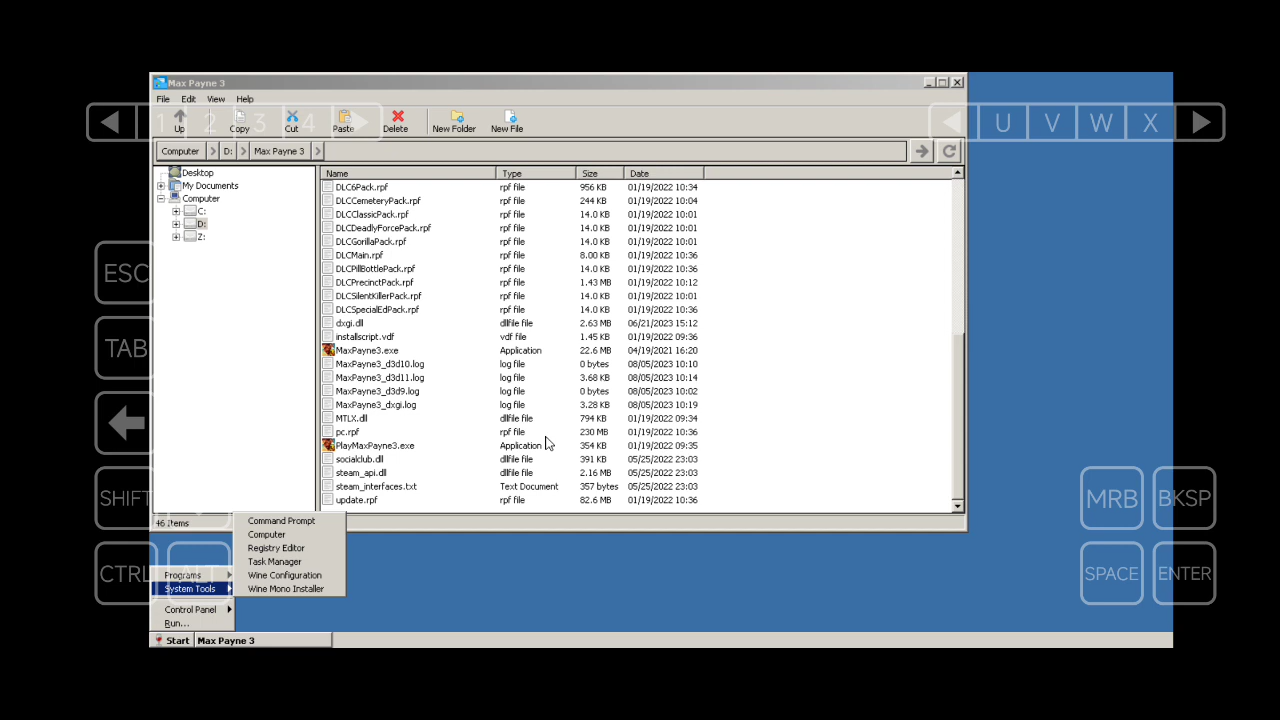 Max Payne 3
File Edit View Help
1 2 3 4 U V W X
Up Copy Cut Paste Delete New Folder New File
Computer D: Max Payne 3
Desktop
My Documents
Computer
C:
D:
Z:
Name Type Size Date
DLC6Pack.rpf rpf file 956 KB 01/19/2022 10:34
DLCCemeteryPack.rpf rpf file 244 KB 01/19/2022 10:04
DLCClassicPack.rpf rpf file 14.0 KB 01/19/2022 10:01
DLCDeadlyForcePack.rpf rpf file 14.0 KB 01/19/2022 10:01
DLCGorillaPack.rpf rpf file 14.0 KB 01/19/2022 10:01
DLCMain.rpf rpf file 8.00 KB 01/19/2022 10:36
DLCPillBottlePack.rpf rpf file 14.0 KB 01/19/2022 10:36
DLCPrecinctPack.rpf rpf file 1.43 MB 01/19/2022 10:12
DLCSilentKillerPack.rpf rpf file 14.0 KB 01/19/2022 10:01
DLCSpecialEdPack.rpf rpf file 14.0 KB 01/19/2022 10:36
dxgi.dll dllfile file 2.63 MB 06/21/2023 15:12
installscript.vdf vdf file 1.45 KB 01/19/2022 09:36
MaxPayne3.exe Application 22.6 MB 04/19/2021 16:20
MaxPayne3_d3d10.log log file 0 bytes 08/05/2023 10:10
MaxPayne3_d3d11.log log file 3.68 KB 08/05/2023 10:14
MaxPayne3_d3d9.log log file 0 bytes 08/05/2023 10:02
MaxPayne3_dxgi.log log file 3.28 KB 08/05/2023 10:19
MTLX.dll dllfile file 794 KB 01/19/2022 09:34
pc.rpf rpf file 230 MB 01/19/2022 10:36
PlayMaxPayne3.exe Application 354 KB 01/19/2022 09:35
socialclub.dll dllfile file 391 KB 05/25/2022 23:03
steam_api.dll dllfile file 2.16 MB 05/25/2022 23:03
steam_interfaces.txt Text Document 357 bytes 05/25/2022 23:03
update.rpf rpf file 82.6 MB 01/19/2022 10:36
46 items
Command Prompt
Computer
Registry Editor
Task Manager
Wine Configuration
Wine Mono Installer
Programs
System Tools
Control Panel
Run...
Start Max Payne 3
ESC
TAB
SHIFT
CTRL ALT
MRB BKSP
SPACE ENTER